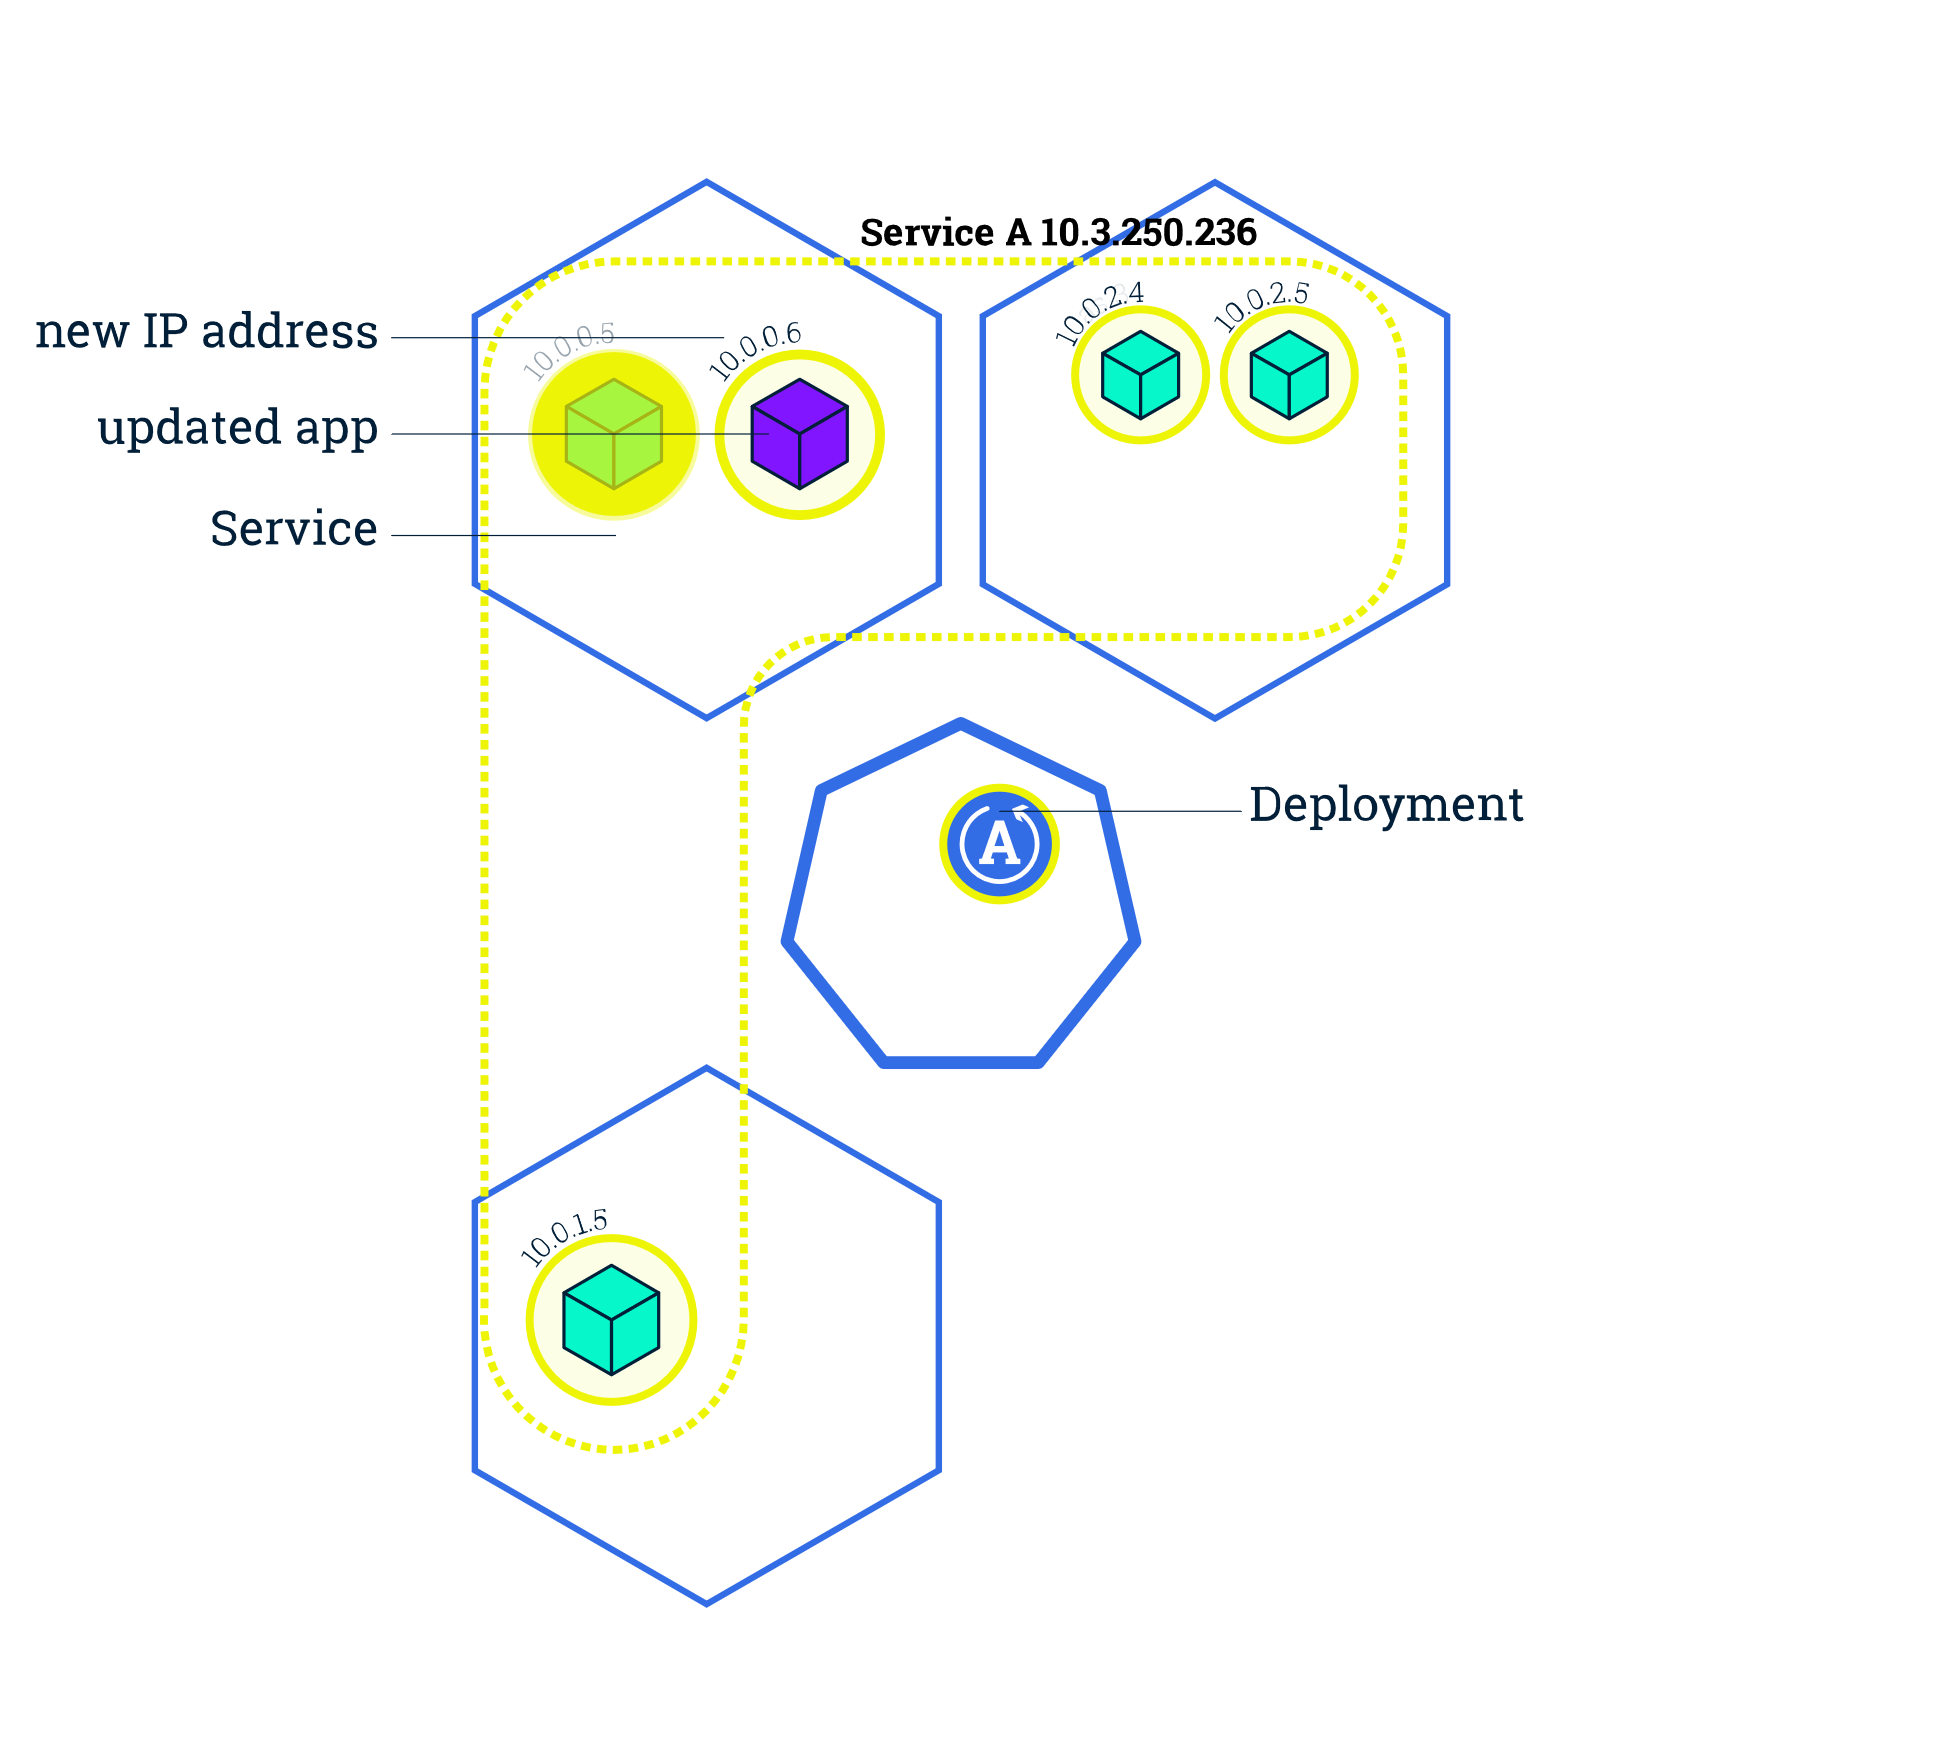 Service A 10.3.250.236
new IP address
10.0.0.5
10.0.0.6
10.0.2.4
10.0.2.5
updated app
Service
A
Deployment
10.0.1.5